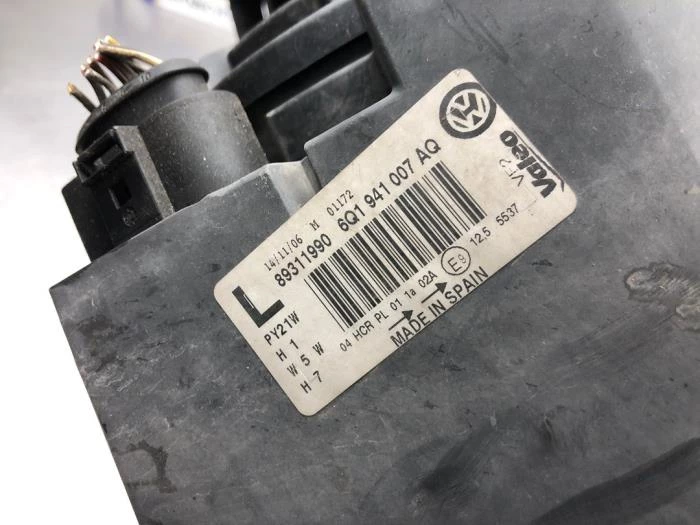 14/11/06 M 01172
89311990 6Q1 941 007 AQ
L
PY21W
H 1
W 5 W
H 7
04 HCR PL 01 1a 02A E9 12,5 5537
MADE IN SPAIN
VW
Valeo